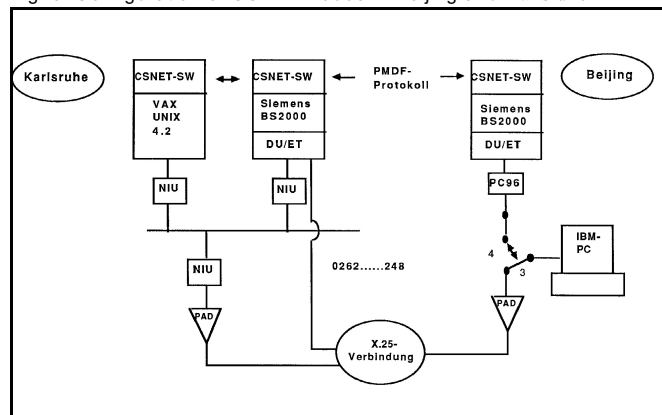 Karlsruhe
CSNET-SW
CSNET-SW
PMDF-
Protokoll
CSNET-SW
Beijing
VAX
UNIX
4.2
Siemens
BS2000
DU/ET
Siemens
BS2000
DU/ET
NIU
NIU
PC96
IBM-
PC
4
3
NIU
0262......248
PAD
PAD
X.25-
Verbindung